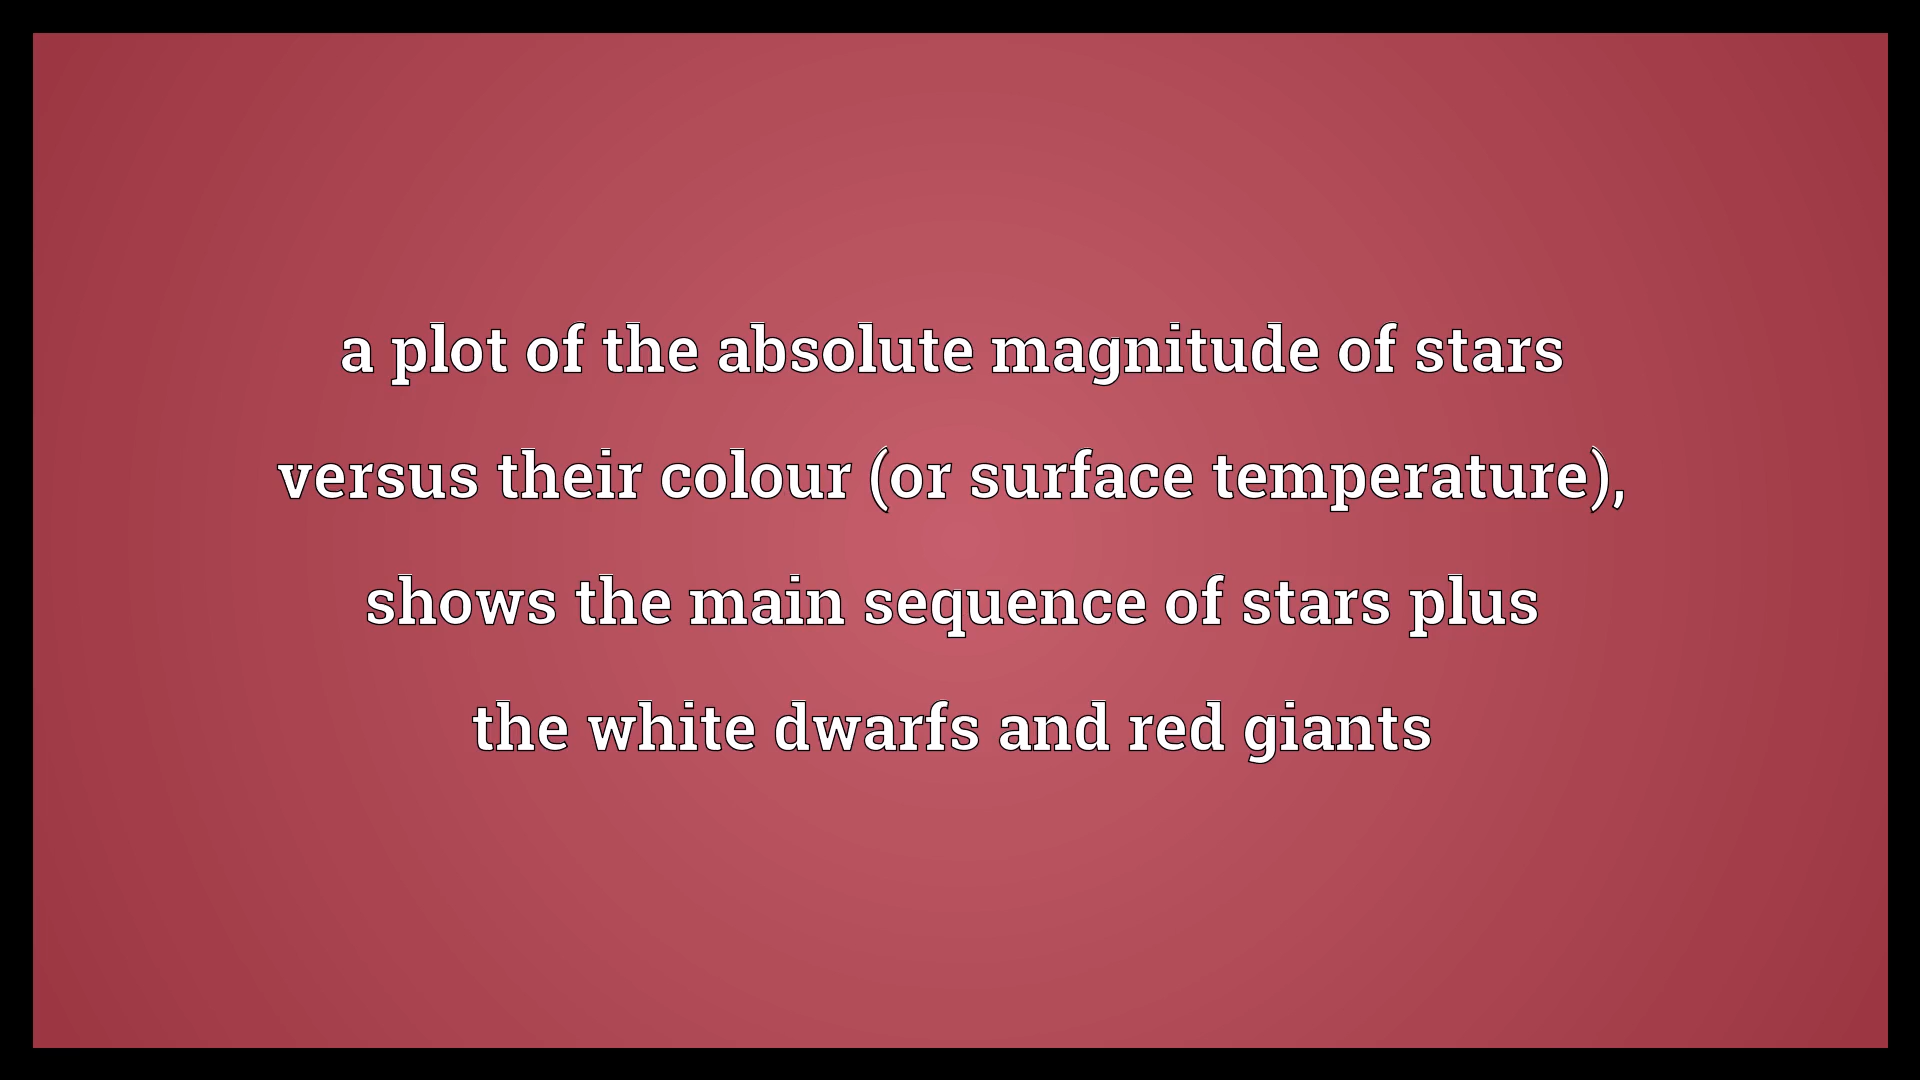 a plot of the absolute magnitude of stars
versus their colour (or surface temperature),
shows the main sequence of stars plus
the white dwarfs and red giants